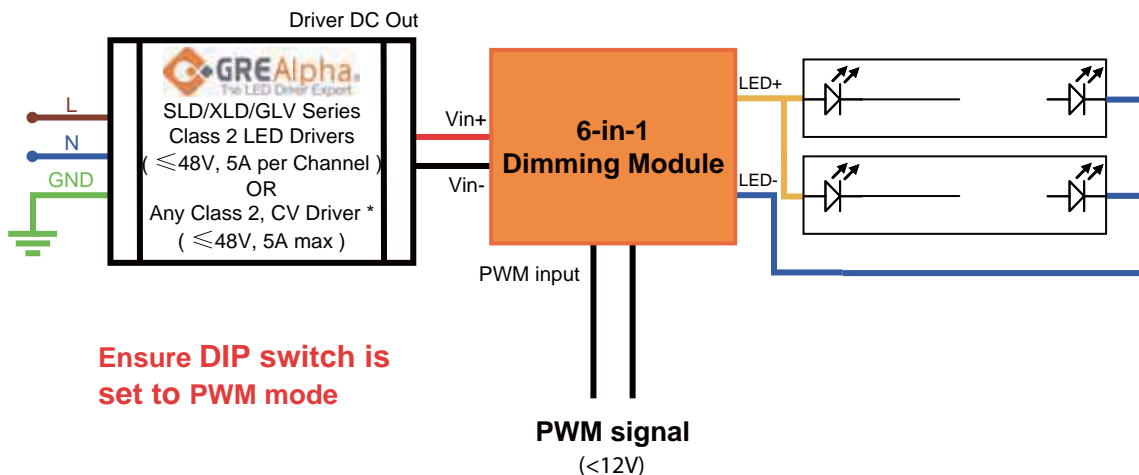 Driver DC Out
GREAlpha®
The LED Driver Expert
SLD/XLD/GLV Series
Class 2 LED Drivers
( ≤48V, 5A per Channel )
OR
Any Class 2, CV Driver *
( ≤48V, 5A max )
L
N
GND
Vin+
Vin-
6-in-1
Dimming Module
LED+
LED-
PWM input
Ensure DIP switch is
set to PWM mode
PWM signal
(<12V)